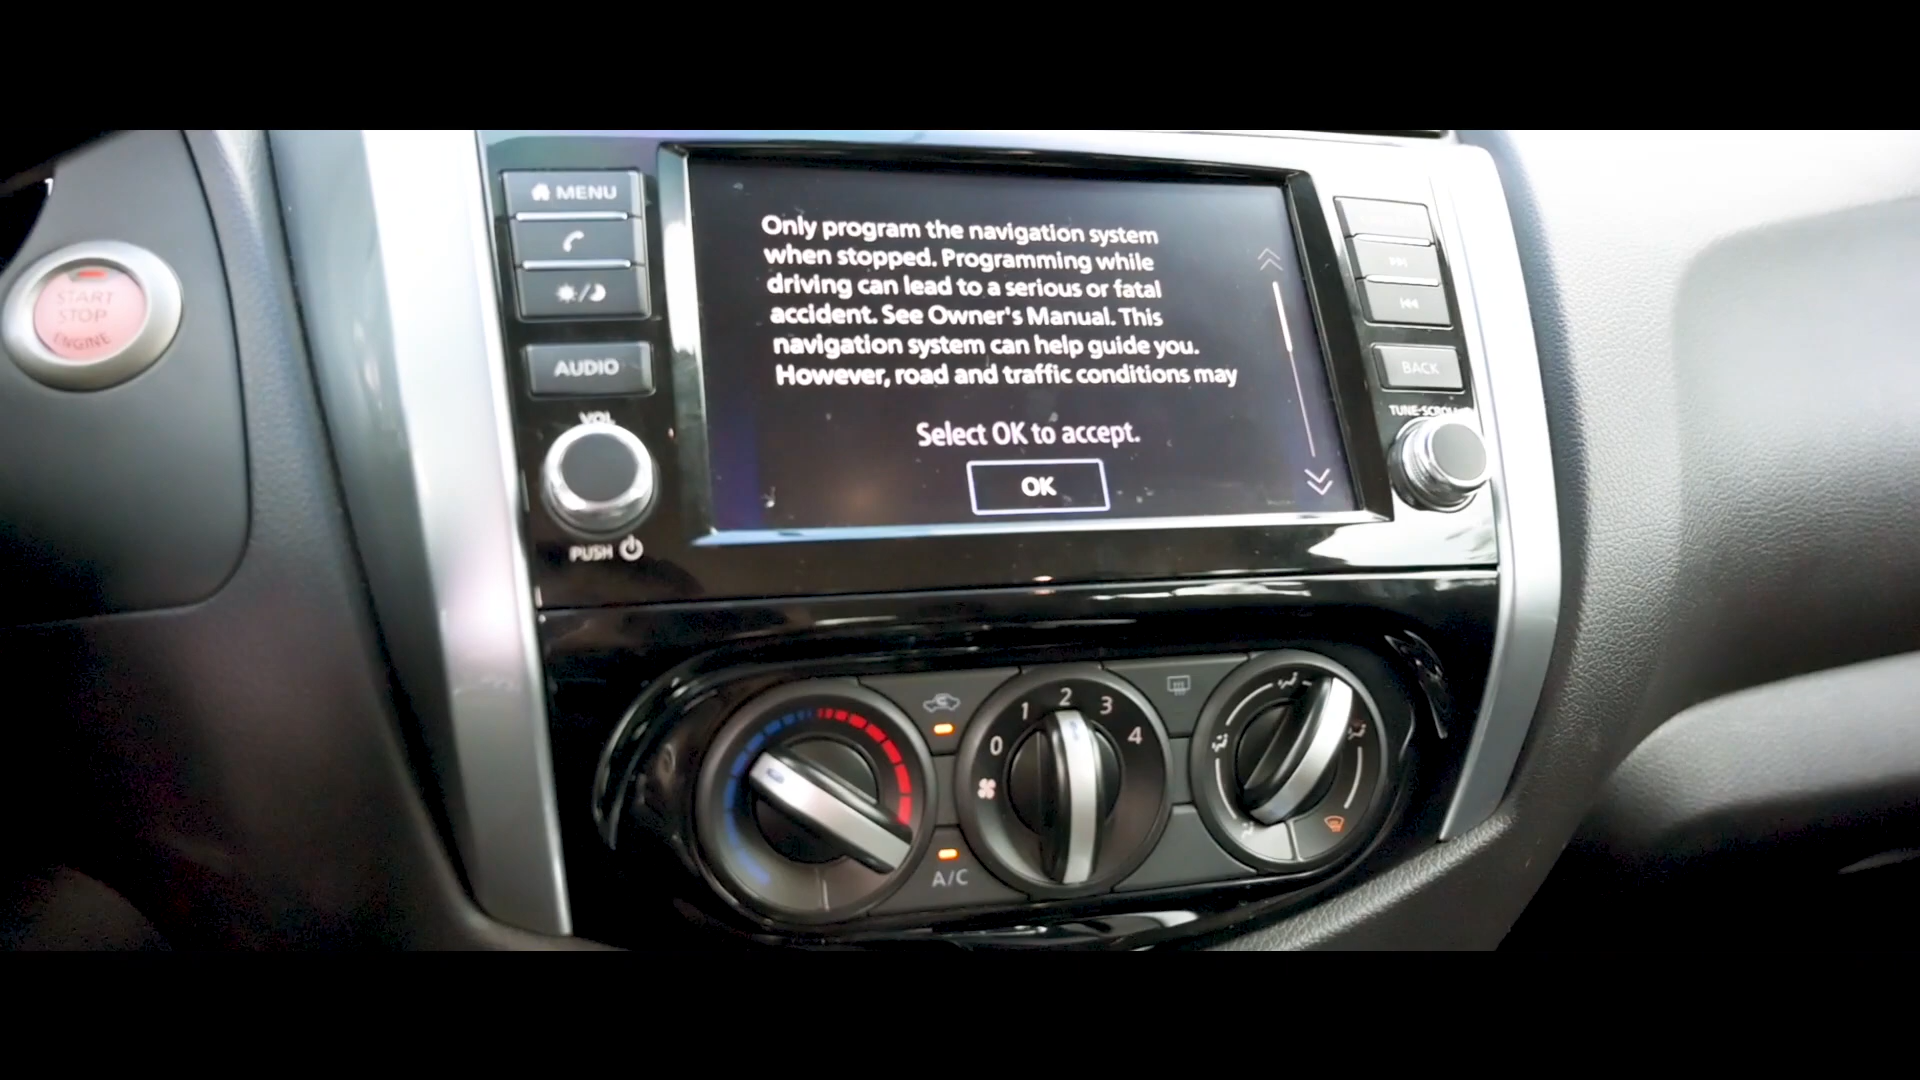 MENU
AUDIO
VOL
PUSH
START
STOP
ENGINE
Only program the navigation system
when stopped. Programming while
driving can lead to a serious or fatal
accident. See Owner's Manual. This
navigation system can help guide you.
However, road and traffic conditions may
Select OK to accept.
OK
BACK
TUNE-SCROLL
0 1 2 3 4
A/C